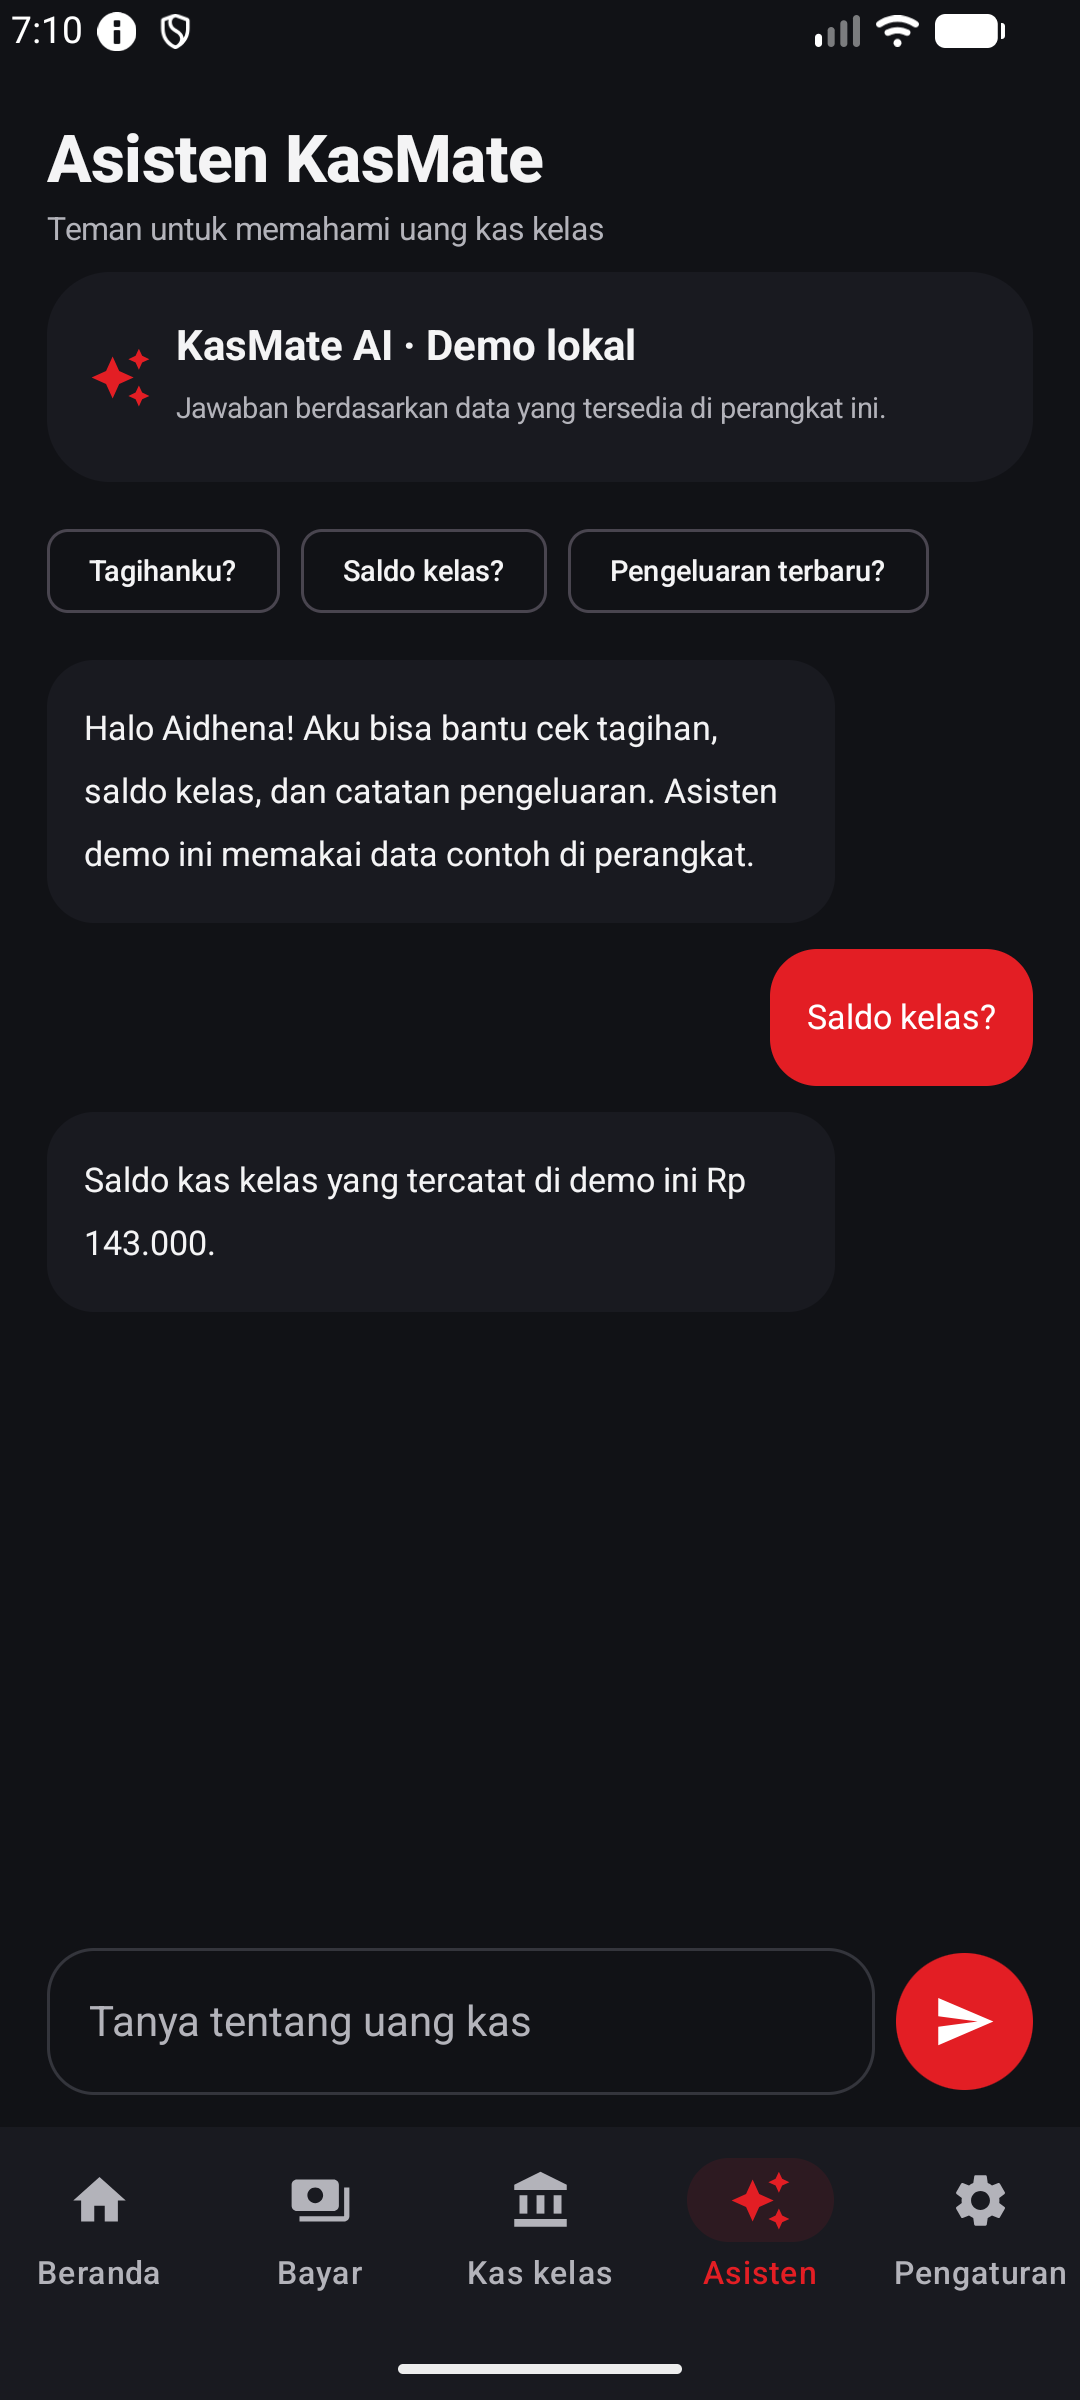 7:10
Asisten KasMate
Teman untuk memahami uang kas kelas
KasMate AI · Demo lokal
Jawaban berdasarkan data yang tersedia di perangkat ini.
Tagihanku?
Saldo kelas?
Pengeluaran terbaru?
Halo Aidhena! Aku bisa bantu cek tagihan,
saldo kelas, dan catatan pengeluaran. Asisten
demo ini memakai data contoh di perangkat.
Saldo kelas?
Saldo kas kelas yang tercatat di demo ini Rp
143.000.
Tanya tentang uang kas
Beranda
Bayar
Kas kelas
Asisten
Pengaturan